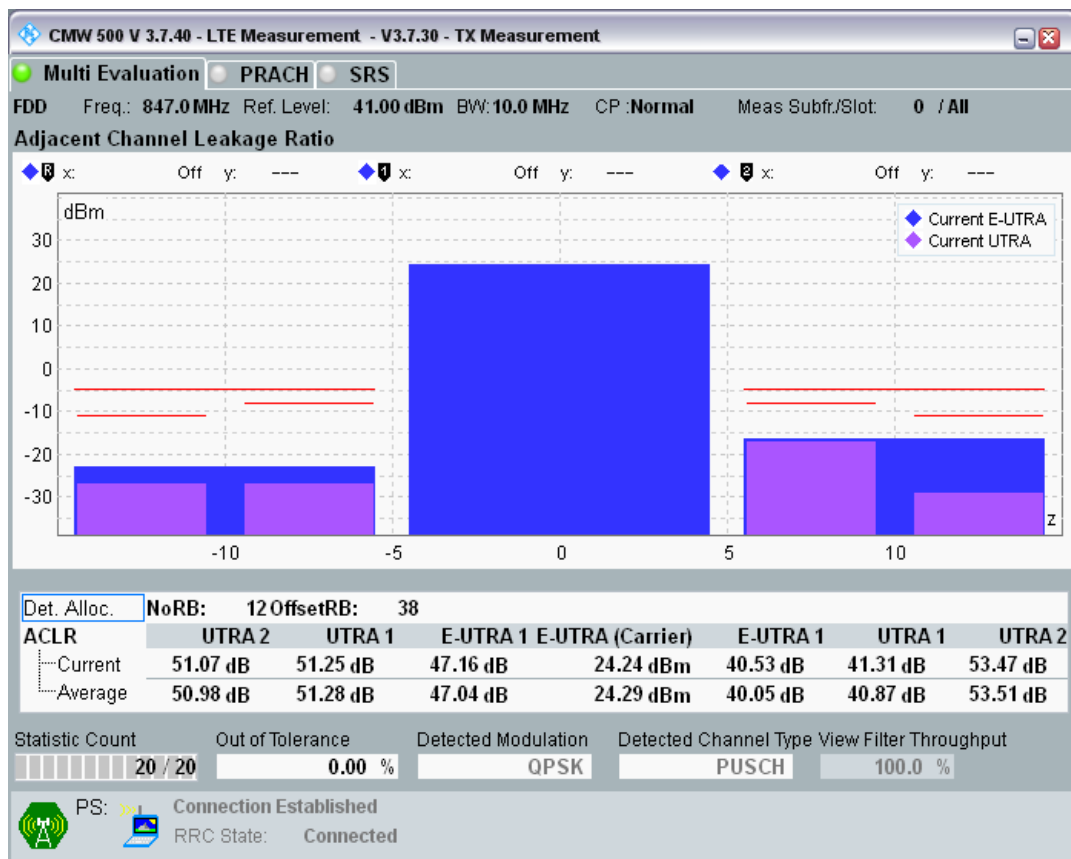 CMW 500 V 3.7.40 - LTE Measurement - V3.7.30 - TX Measurement
Multi Evaluation PRACH SRS
FDD Freq.: 847.0 MHz Ref. Level: 41.00 dBm BW: 10.0 MHz CP :Normal Meas Subfr./Slot: 0 / All
Adjacent Channel Leakage Ratio
R x: Off y: --- 1 x: Off y: --- 2 x: Off y: ---
dBm
Current E-UTRA
Current UTRA
30
20
10
0
-10
-20
-30
z
-10 -5 0 5 10
Det. Alloc. NoRB: 12 OffsetRB: 38
ACLR UTRA 2 UTRA 1 E-UTRA 1 E-UTRA (Carrier) E-UTRA 1 UTRA 1 UTRA 2
Current 51.07 dB 51.25 dB 47.16 dB 24.24 dBm 40.53 dB 41.31 dB 53.47 dB
Average 50.98 dB 51.28 dB 47.04 dB 24.29 dBm 40.05 dB 40.87 dB 53.51 dB
Statistic Count Out of Tolerance Detected Modulation Detected Channel Type View Filter Throughput
20 / 20 0.00 % QPSK PUSCH 100.0 %
PS: Connection Established
RRC State: Connected